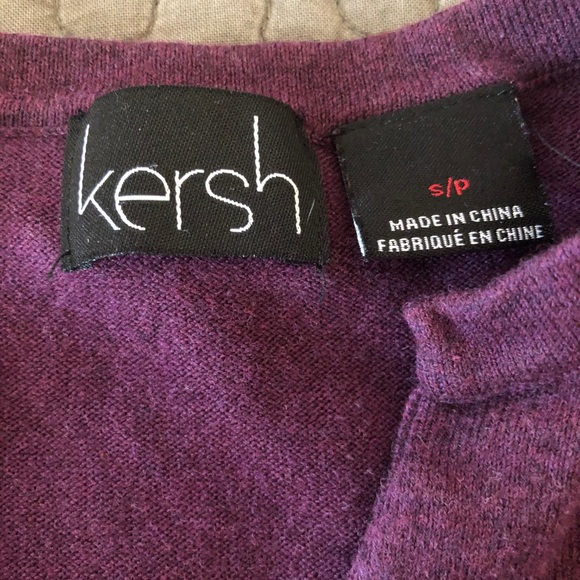 kersh
s/p
MADE IN CHINA
FABRIQUÉ EN CHINE